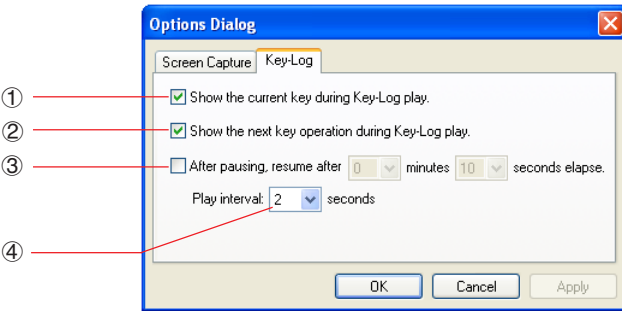 Options Dialog
Screen Capture Key-Log
① Show the current key during Key-Log play.
② Show the next key operation during Key-Log play.
③ After pausing, resume after 0 minutes 10 seconds elapse.
Play interval: 2 seconds
④
OK Cancel Apply